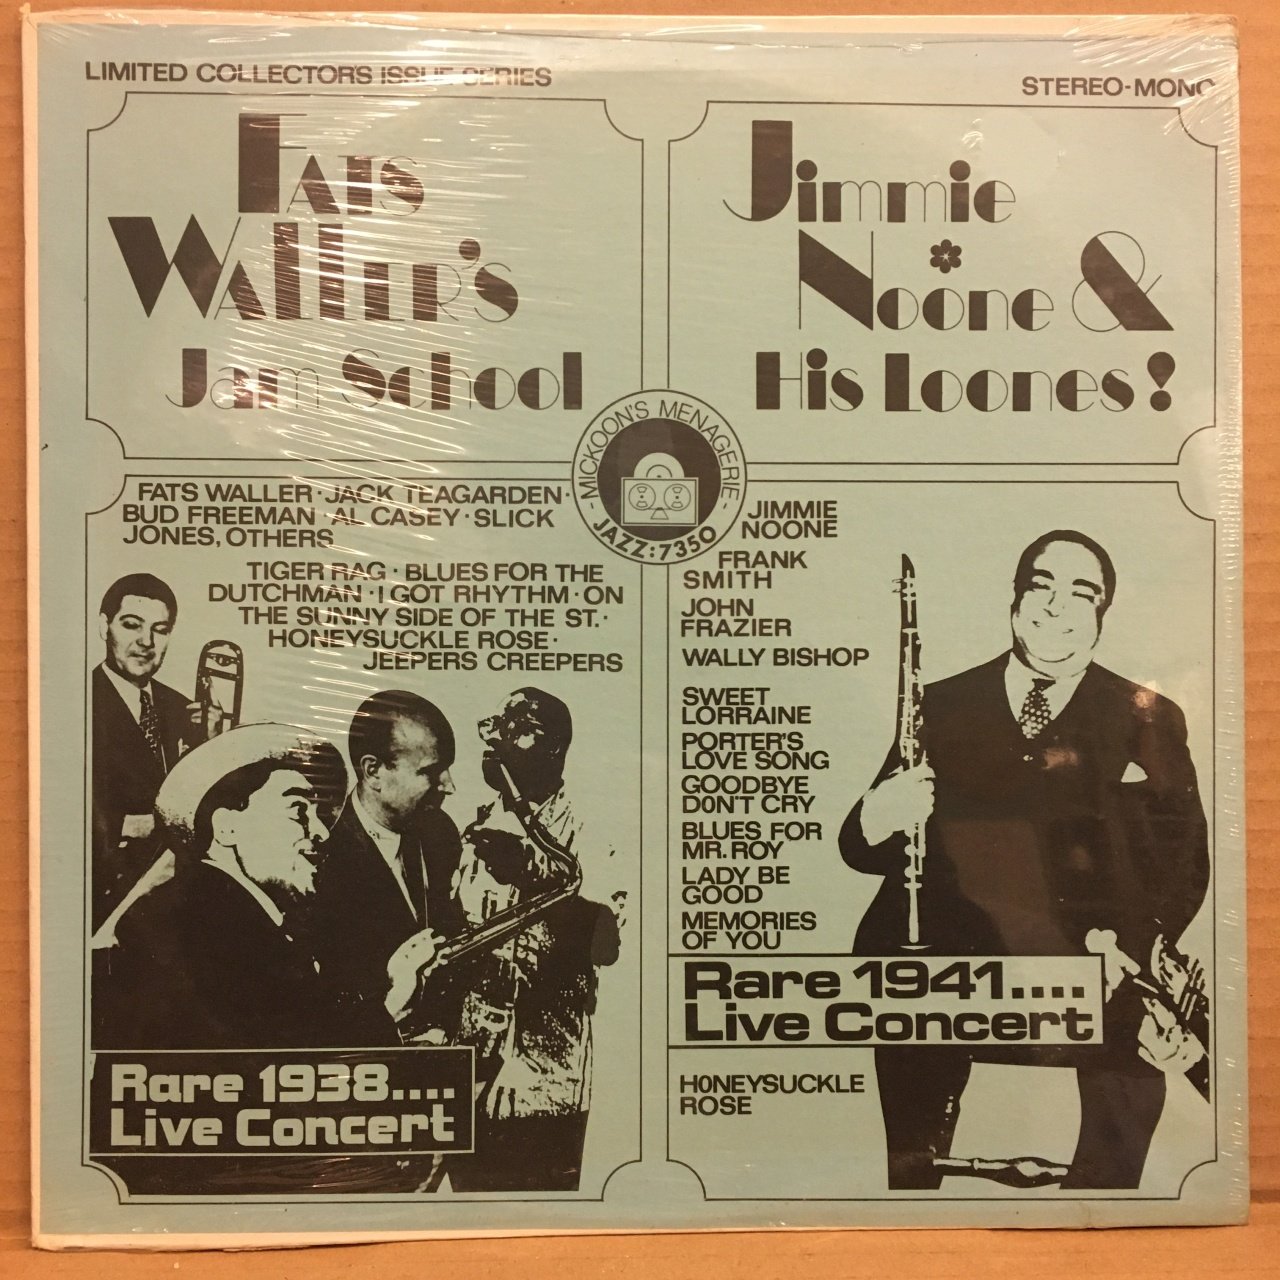 LIMITED COLLECTOR'S ISSUE SERIES
STEREO-MONO
FATS
WALLER'S
Jam School
Jimmie
Noone &
His Loones!
- MICKOON'S MENAGERIE -
JAZZ:7350
FATS WALLER · JACK TEAGARDEN ·
BUD FREEMAN · AL CASEY · SLICK
JONES, OTHERS
TIGER RAG · BLUES FOR THE
DUTCHMAN · I GOT RHYTHM · ON
THE SUNNY SIDE OF THE ST. ·
HONEYSUCKLE ROSE ·
JEEPERS CREEPERS
Rare 1938....
Live Concert
JIMMIE
NOONE
FRANK
SMITH
JOHN
FRAZIER
WALLY BISHOP
SWEET
LORRAINE
PORTER'S
LOVE SONG
GOODBYE
DON'T CRY
BLUES FOR
MR. ROY
LADY BE
GOOD
MEMORIES
OF YOU
Rare 1941....
Live Concert
HONEYSUCKLE
ROSE